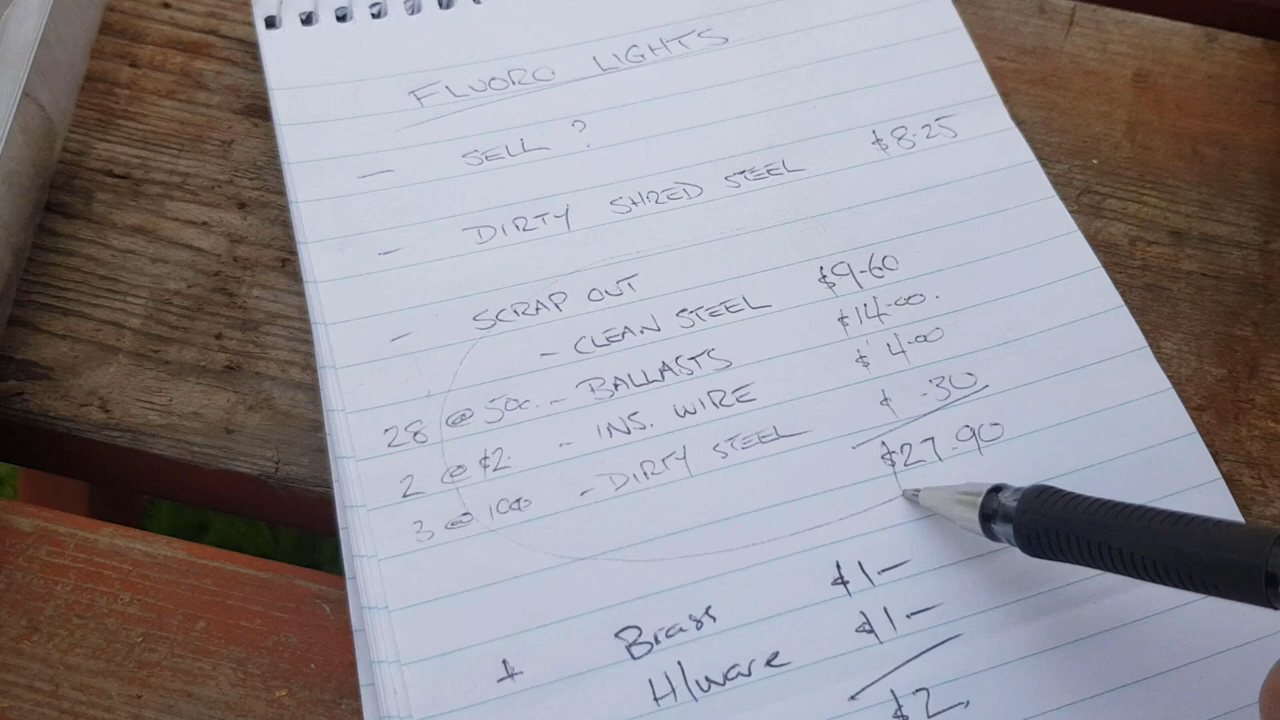 FLUORO LIGHTS
- SELL ?
- DIRTY SHRED STEEL $8.25
- SCRAP OUT
- CLEAN STEEL $9.60
28 @ 50c. - BALLASTS $14.00.
2 @ $2. - INS. WIRE $4.00
3 @ 10¢ - DIRTY STEEL $ .30
$27.90
+ Brass $1-
H/ware $1-
$2,